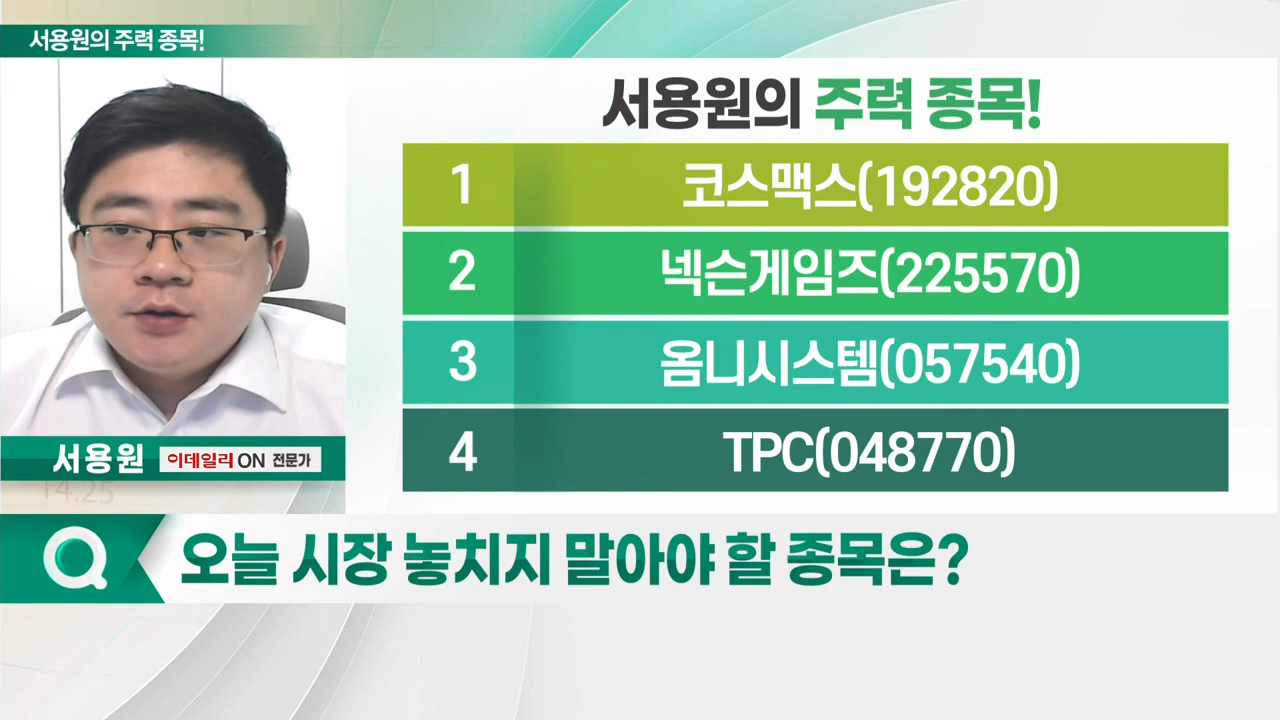 서용원의 주력 종목!
서용원의 주력 종목!
1 코스맥스(192820)
2 넥슨게임즈(225570)
3 옴니시스템(057540)
4 TPC(048770)
서용원 이데일리 ON 전문가
14.25
오늘 시장 놓치지 말아야 할 종목은?